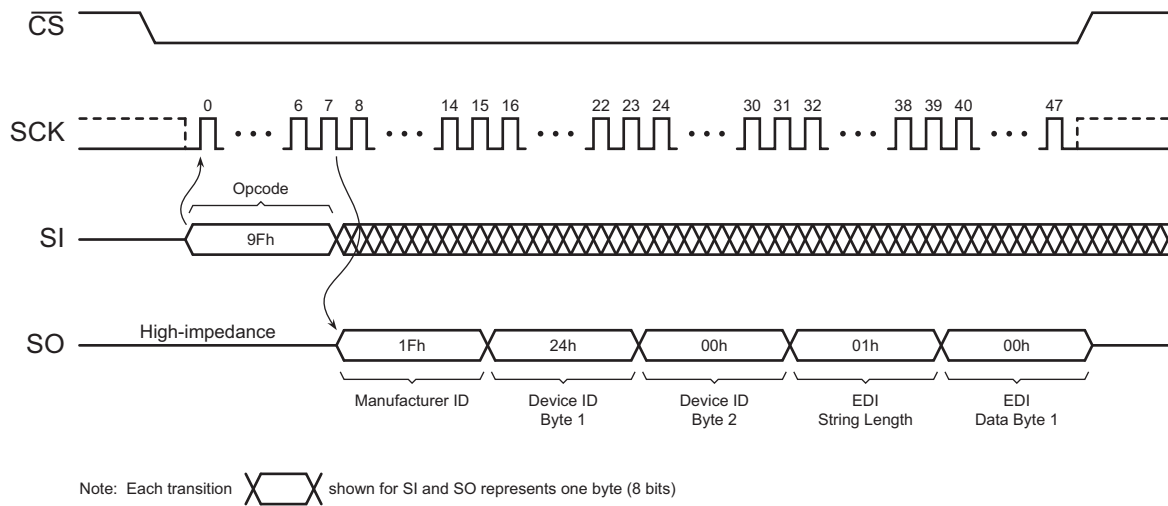 CS
0 6 7 8 14 15 16 22 23 24 30 31 32 38 39 40 47
SCK
Opcode
SI 9Fh
High-impedance
SO 1Fh 24h 00h 01h 00h
Manufacturer ID Device ID Device ID EDI EDI
Byte 1 Byte 2 String Length Data Byte 1
Note: Each transition shown for SI and SO represents one byte (8 bits)